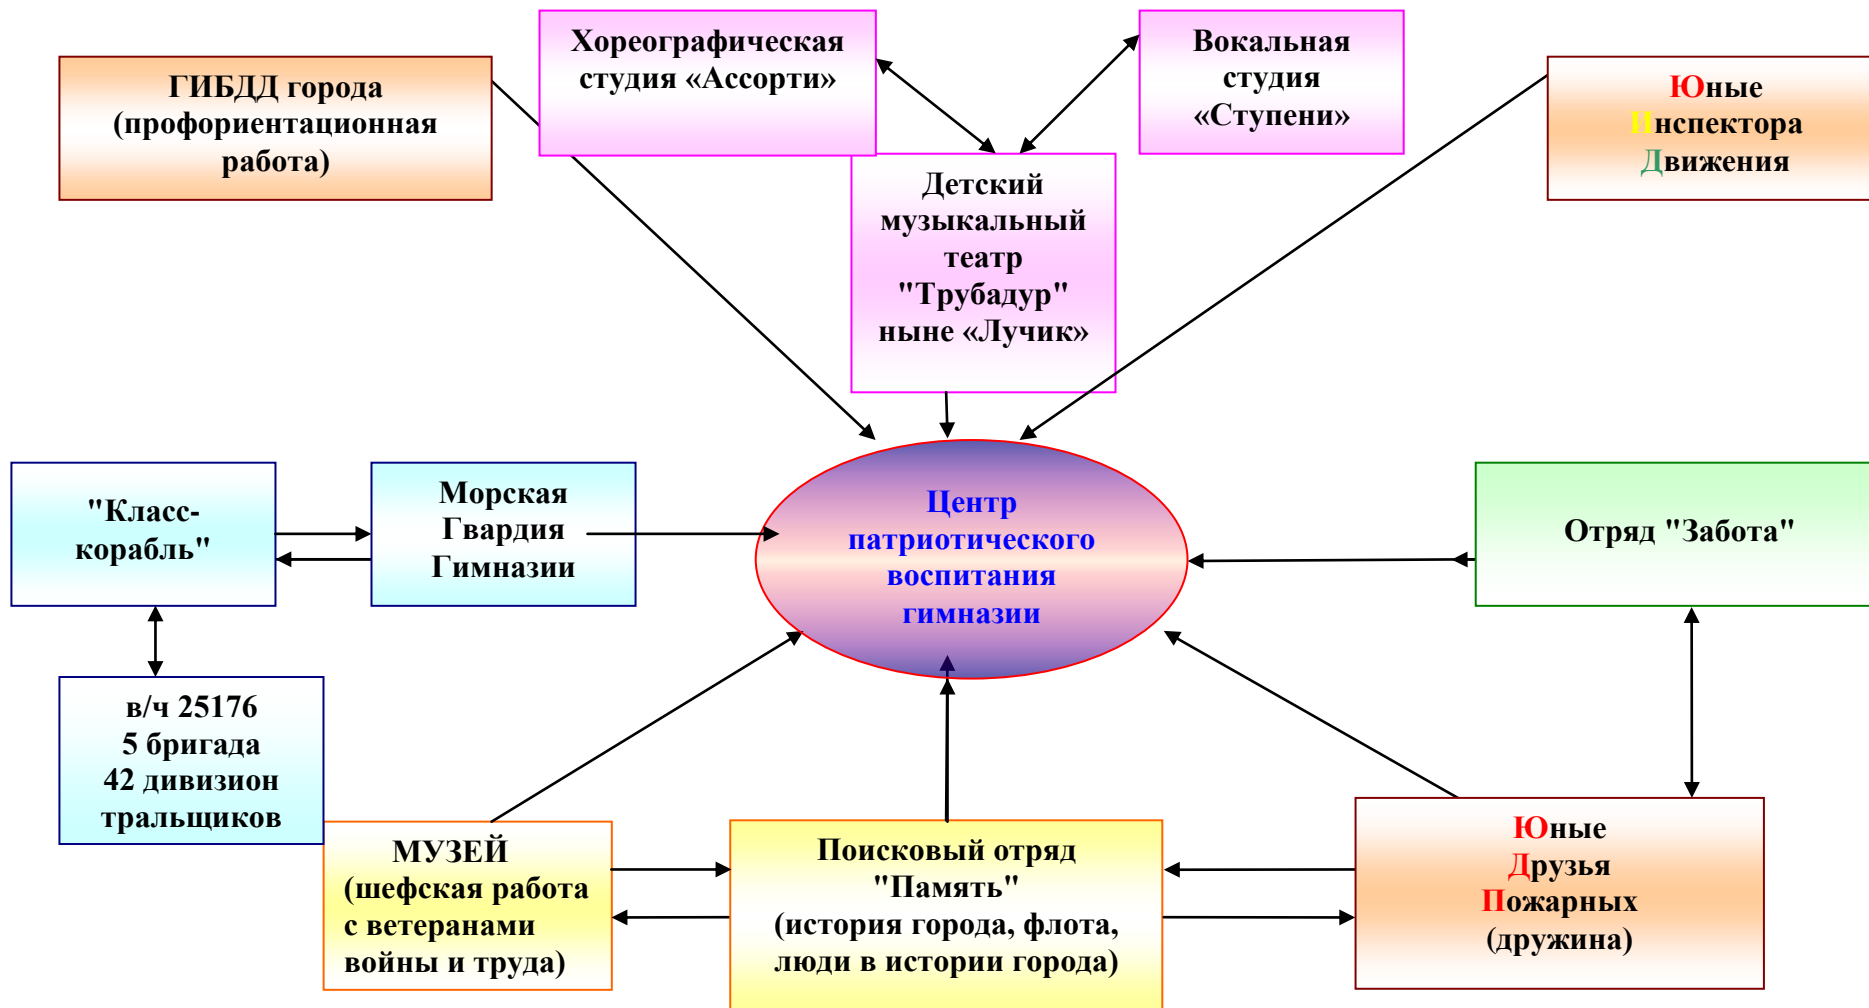 Хореографическая
студия «Ассорти»
Вокальная
студия
«Ступени»
ГИБДД города
(профориентационная
работа)
Юные
Инспектора
Движения
Детский
музыкальный
театр
"Трубадур"
ныне «Лучик»
"Класс-
корабль"
Морская
Гвардия
Гимназии
Центр
патриотического
воспитания
гимназии
Отряд "Забота"
в/ч 25176
5 бригада
42 дивизион
тральщиков
МУЗЕЙ
(шефская работа
с ветеранами
войны и труда)
Поисковый отряд
"Память"
(история города, флота,
люди в истории города)
Юные
Друзья
Пожарных
(дружина)